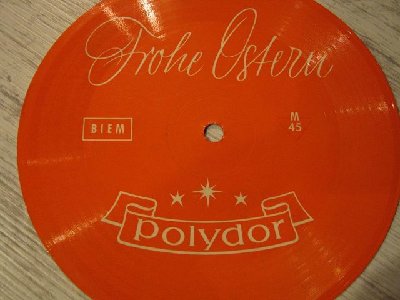 Frohe Ostern
BIEM
M
45
polydor